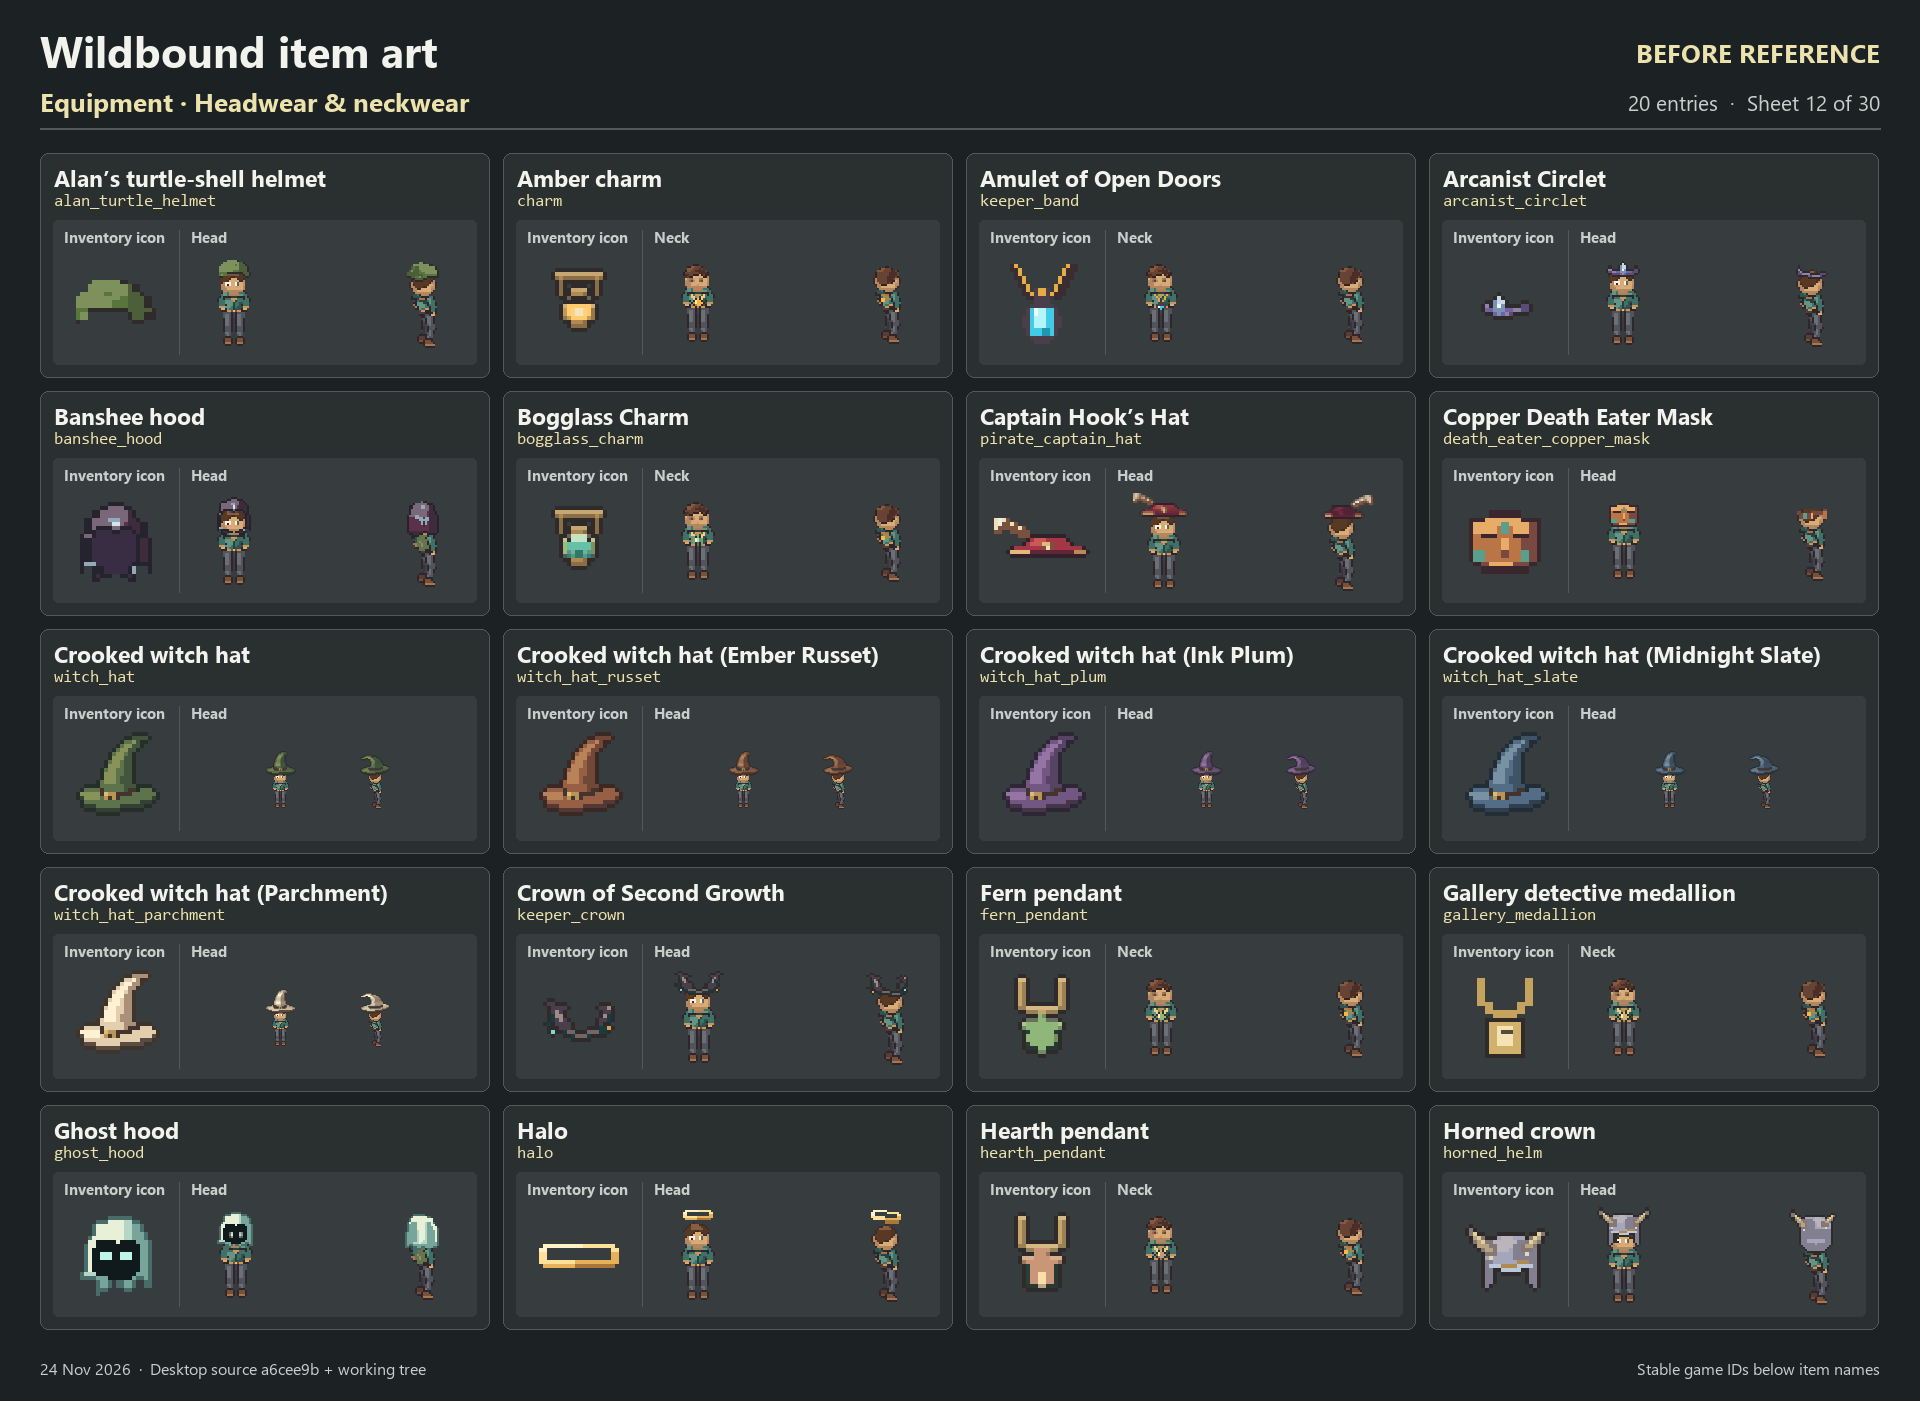 Wildbound item art
BEFORE REFERENCE
Equipment · Headwear & neckwear
20 entries · Sheet 12 of 30
Alan’s turtle-shell helmet
alan_turtle_helmet
Inventory icon
Head
Amber charm
charm
Inventory icon
Neck
Amulet of Open Doors
keeper_band
Inventory icon
Neck
Arcanist Circlet
arcanist_circlet
Inventory icon
Head
Banshee hood
banshee_hood
Inventory icon
Head
Bogglass Charm
bogglass_charm
Inventory icon
Neck
Captain Hook’s Hat
pirate_captain_hat
Inventory icon
Head
Copper Death Eater Mask
death_eater_copper_mask
Inventory icon
Head
Crooked witch hat
witch_hat
Inventory icon
Head
Crooked witch hat (Ember Russet)
witch_hat_russet
Inventory icon
Head
Crooked witch hat (Ink Plum)
witch_hat_plum
Inventory icon
Head
Crooked witch hat (Midnight Slate)
witch_hat_slate
Inventory icon
Head
Crooked witch hat (Parchment)
witch_hat_parchment
Inventory icon
Head
Crown of Second Growth
keeper_crown
Inventory icon
Head
Fern pendant
fern_pendant
Inventory icon
Neck
Gallery detective medallion
gallery_medallion
Inventory icon
Neck
Ghost hood
ghost_hood
Inventory icon
Head
Halo
halo
Inventory icon
Head
Hearth pendant
hearth_pendant
Inventory icon
Neck
Horned crown
horned_helm
Inventory icon
Head
24 Nov 2026 · Desktop source a6cee9b + working tree
Stable game IDs below item names